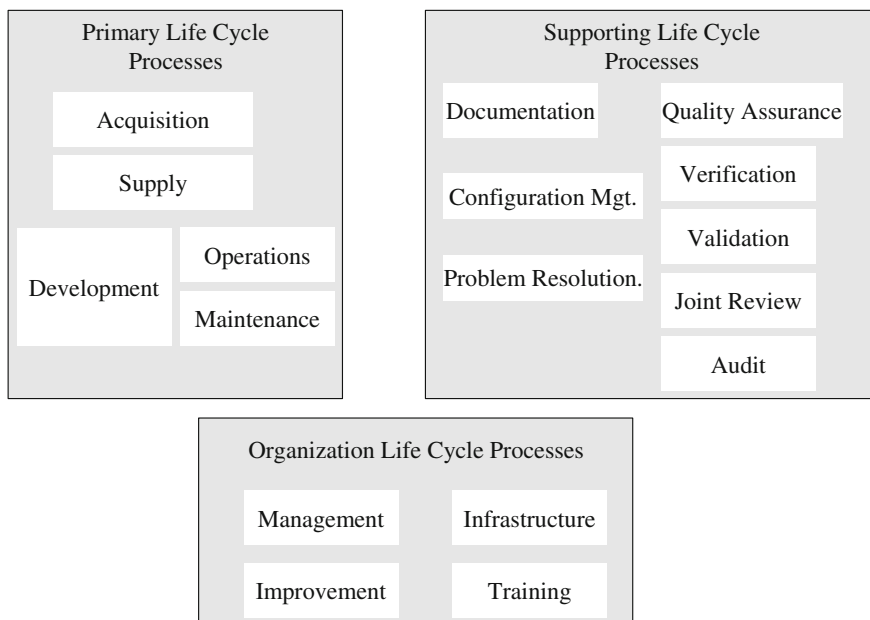 Primary Life Cycle
Processes
Acquisition
Supply
Development
Operations
Maintenance
Supporting Life Cycle
Processes
Documentation
Configuration Mgt.
Problem Resolution.
Quality Assurance
Verification
Validation
Joint Review
Audit
Organization Life Cycle Processes
Management
Infrastructure
Improvement
Training